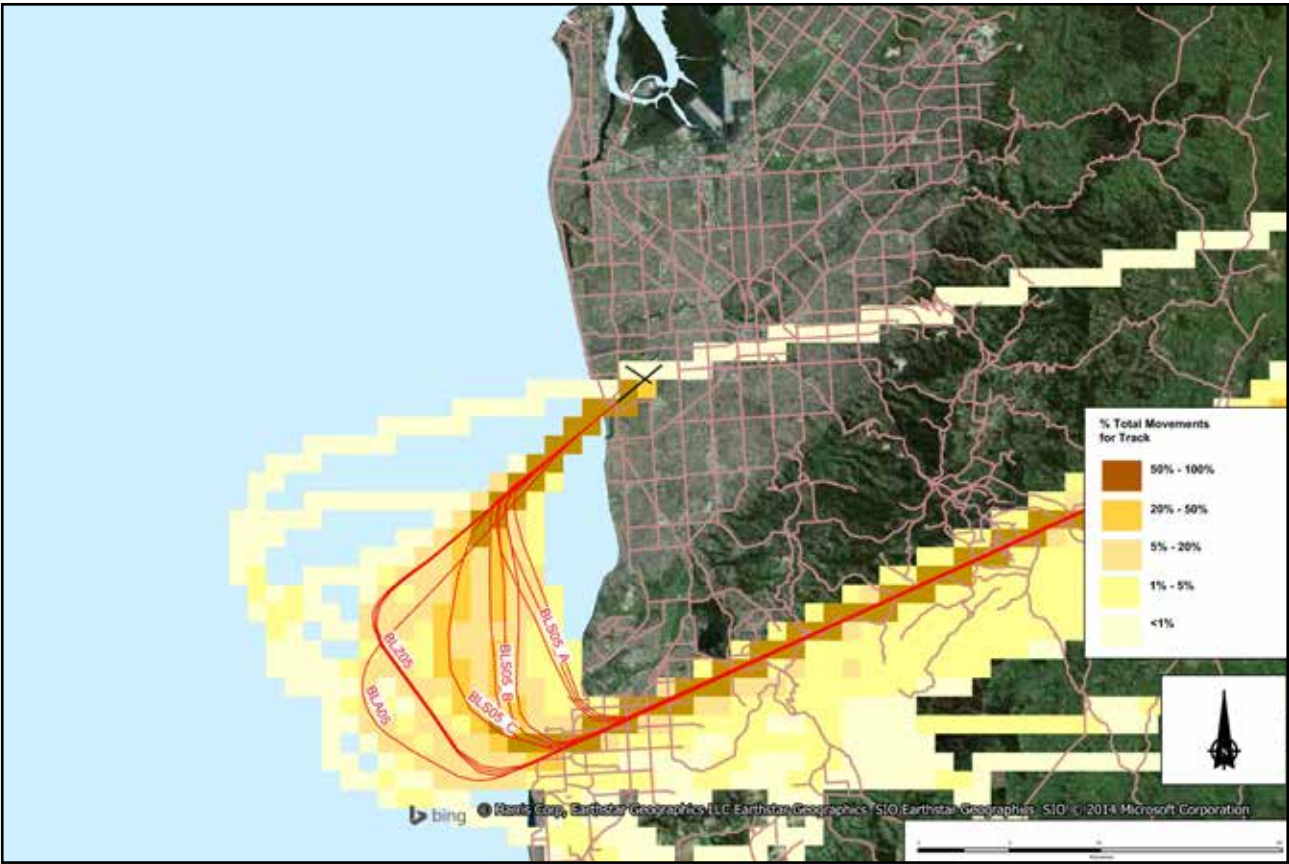 % Total Movements
for Track
50% - 100%
20% - 50%
5% - 20%
1% - 5%
<1%
BLS05_A
BLZ05
BLS05_B
BLA05
BLS05_C
bing
© Harris Corp, Earthstar Geographics LLC Earthstar Geographics SIO Earthstar Geographics SIO © 2014 Microsoft Corporation